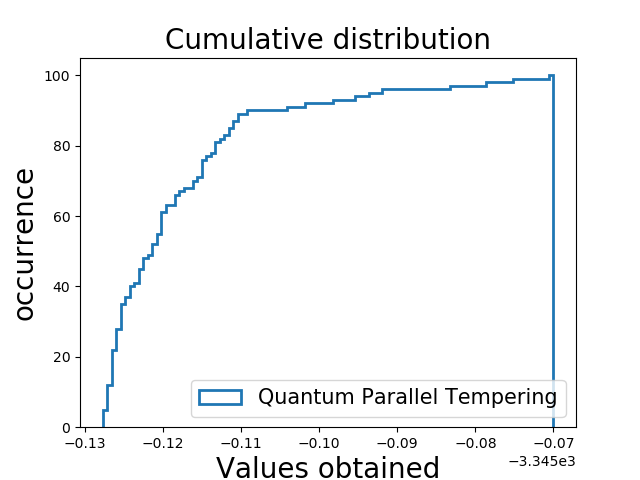 Cumulative distribution
100
80
60
40
20
0
occurrence
Quantum Parallel Tempering
−0.13 −0.12 −0.11 −0.10 −0.09 −0.08 −0.07
−3.345e3
Values obtained